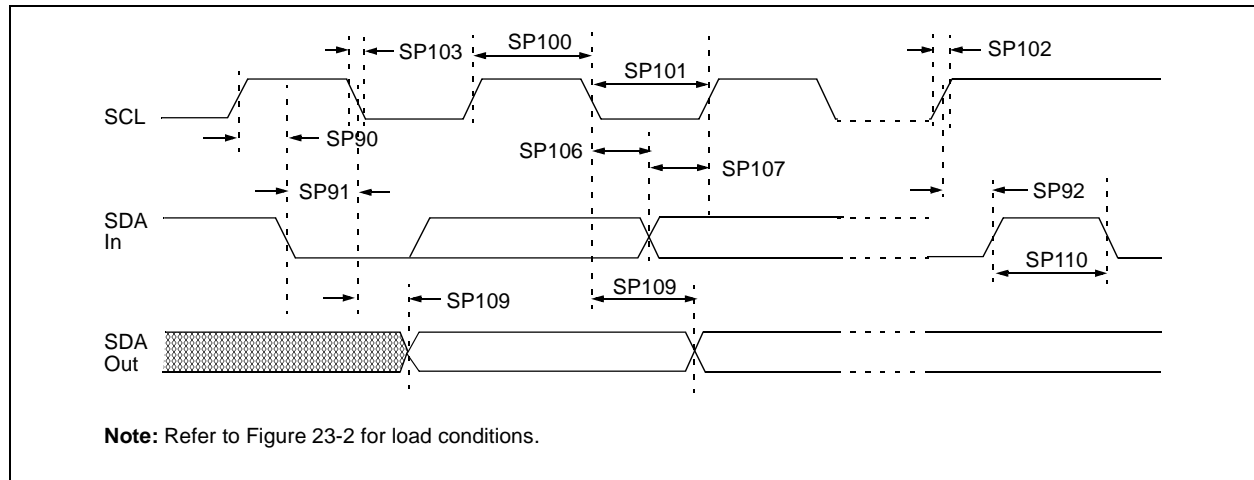 SP103
SP100
SP102
SP101
SCL
SP90
SP106
SP107
SP91
SP92
SDA
In
SP110
SP109
SP109
SDA
Out
Note: Refer to Figure 23-2 for load conditions.